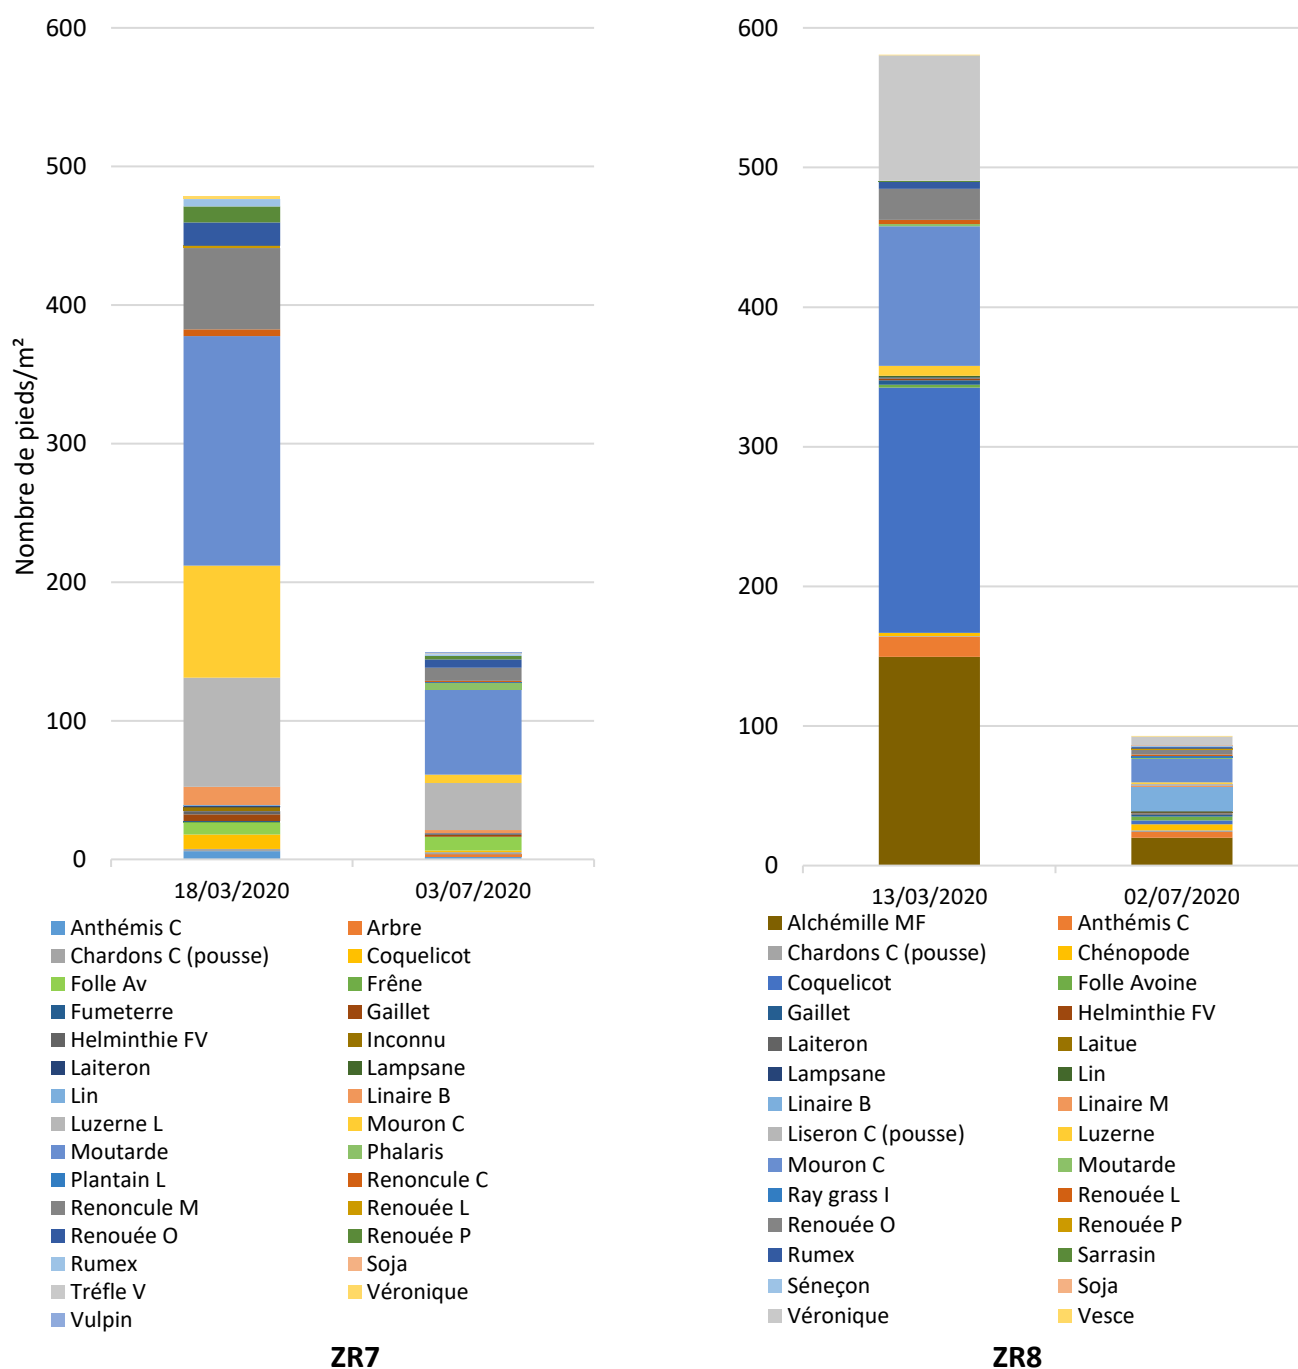 Nombre de pieds/m²
600
500
400
300
200
100
0
18/03/2020 03/07/2020
Anthémis C Arbre
Chardons C (pousse) Coquelicot
Folle Av Frêne
Fumeterre Gaillet
Helminthie FV Inconnu
Laiteron Lampsane
Lin Linaire B
Luzerne L Mouron C
Moutarde Phalaris
Plantain L Renoncule C
Renoncule M Renouée L
Renouée O Renouée P
Rumex Soja
Tréfle V Véronique
Vulpin
ZR7
600
500
400
300
200
100
0
13/03/2020 02/07/2020
Alchémille MF Anthémis C
Chardons C (pousse) Chénopode
Coquelicot Folle Avoine
Gaillet Helminthie FV
Laiteron Laitue
Lampsane Lin
Linaire B Linaire M
Liseron C (pousse) Luzerne
Mouron C Moutarde
Ray grass I Renouée L
Renouée O Renouée P
Rumex Sarrasin
Séneçon Soja
Véronique Vesce
ZR8